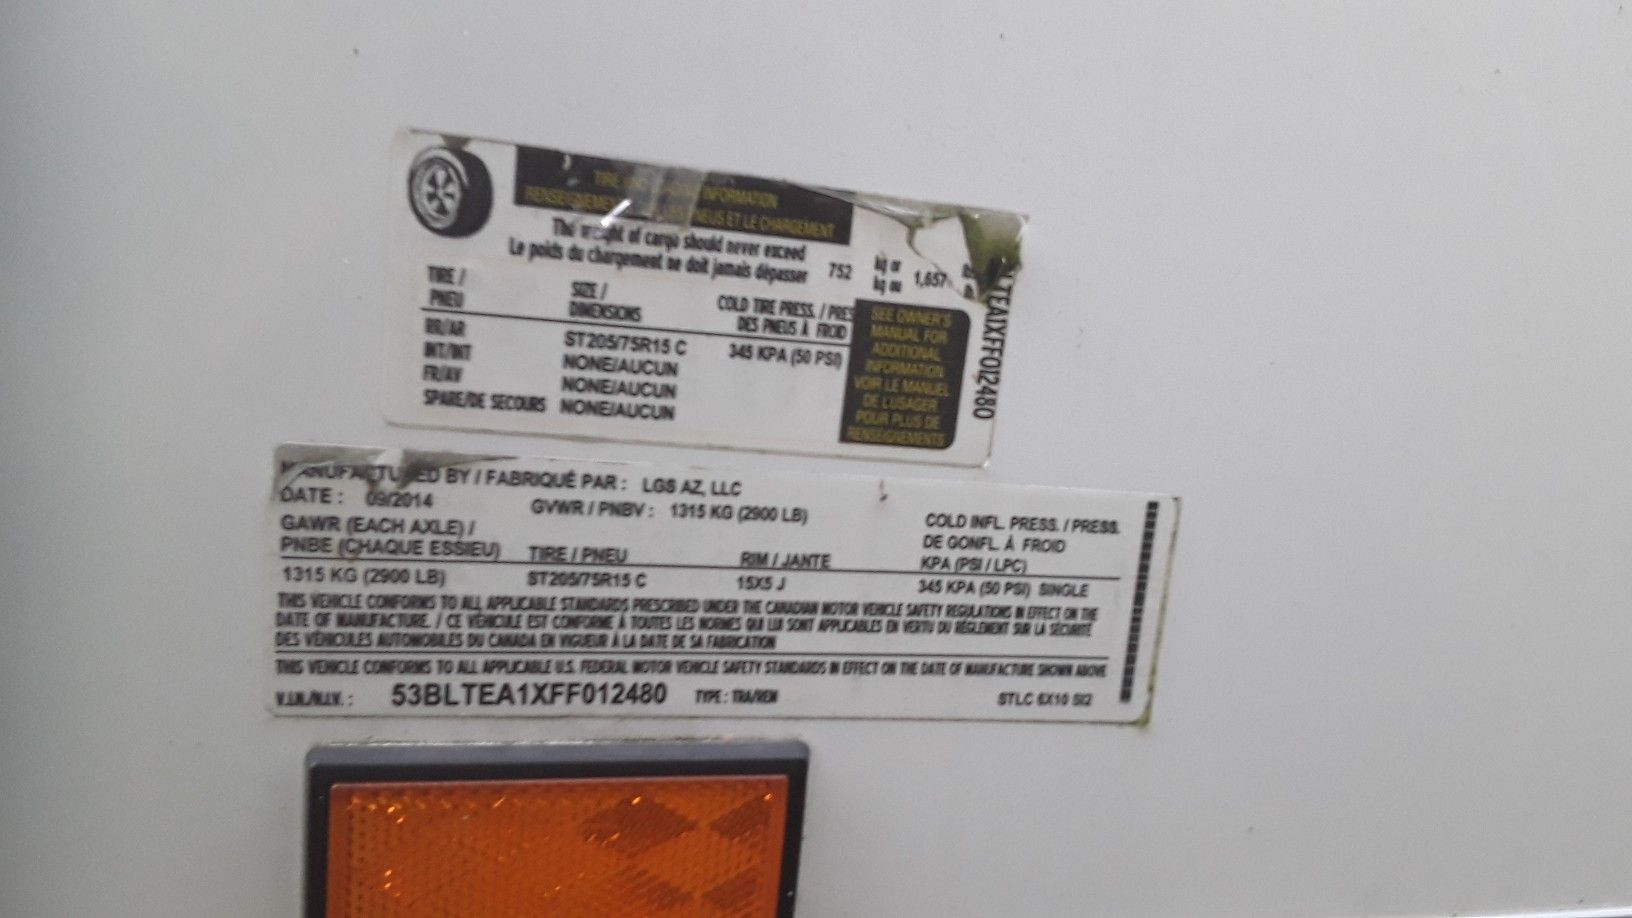 TIRE INFORMATION
RENSEIGNEMEN PNEUS ET LE CHARGEMENT
The weight of cargo should never exceed
Le poids du chargement ne doit jamais dépasser
752
kg or
kg ou
1,657
TIRE /
PNEU
SIZE /
DIMENSIONS
COLD TIRE PRESS. / PRES
DES PNEUS À FROID
RR/AR ST205/75R15 C 345 KPA (50 PSI)
INT/INT NONE/AUCUN
FR/AV NONE/AUCUN
SPARE/DE SECOURS NONE/AUCUN
SEE OWNER'S
MANUAL FOR
ADDITIONAL
INFORMATION
VOIR LE MANUEL
DE L'USAGER
POUR PLUS DE
RENSEIGNEMENTS
TEA1XFF012480
MANUFACTURED BY / FABRIQUÉ PAR : LGS AZ, LLC
DATE : 09/2014 GVWR / PNBV : 1315 KG (2900 LB)
GAWR (EACH AXLE) /
PNBE (CHAQUE ESSIEU) TIRE / PNEU RIM / JANTE
COLD INFL. PRESS. / PRESS.
DE GONFL. À FROID
KPA (PSI / LPC)
1315 KG (2900 LB) ST205/75R15 C 15X5 J 345 KPA (50 PSI) SINGLE
THIS VEHICLE CONFORMS TO ALL APPLICABLE STANDARDS PRESCRIBED UNDER THE CANADIAN MOTOR VEHICLE SAFETY REGULATIONS IN EFFECT ON THE
DATE OF MANUFACTURE. / CE VÉHICULE EST CONFORME À TOUTES LES NORMES QUI LUI SONT APPLICABLES EN VERTU DU RÈGLEMENT SUR LA SÉCURITÉ
DES VÉHICULES AUTOMOBILES DU CANADA EN VIGUEUR À LA DATE DE SA FABRICATION
THIS VEHICLE CONFORMS TO ALL APPLICABLE U.S. FEDERAL MOTOR VEHICLE SAFETY STANDARDS IN EFFECT ON THE DATE OF MANUFACTURE SHOWN ABOVE
V.I.N./N.I.V. : 53BLTEA1XFF012480 TYPE : TRA/REM STLC 6X10 SI2